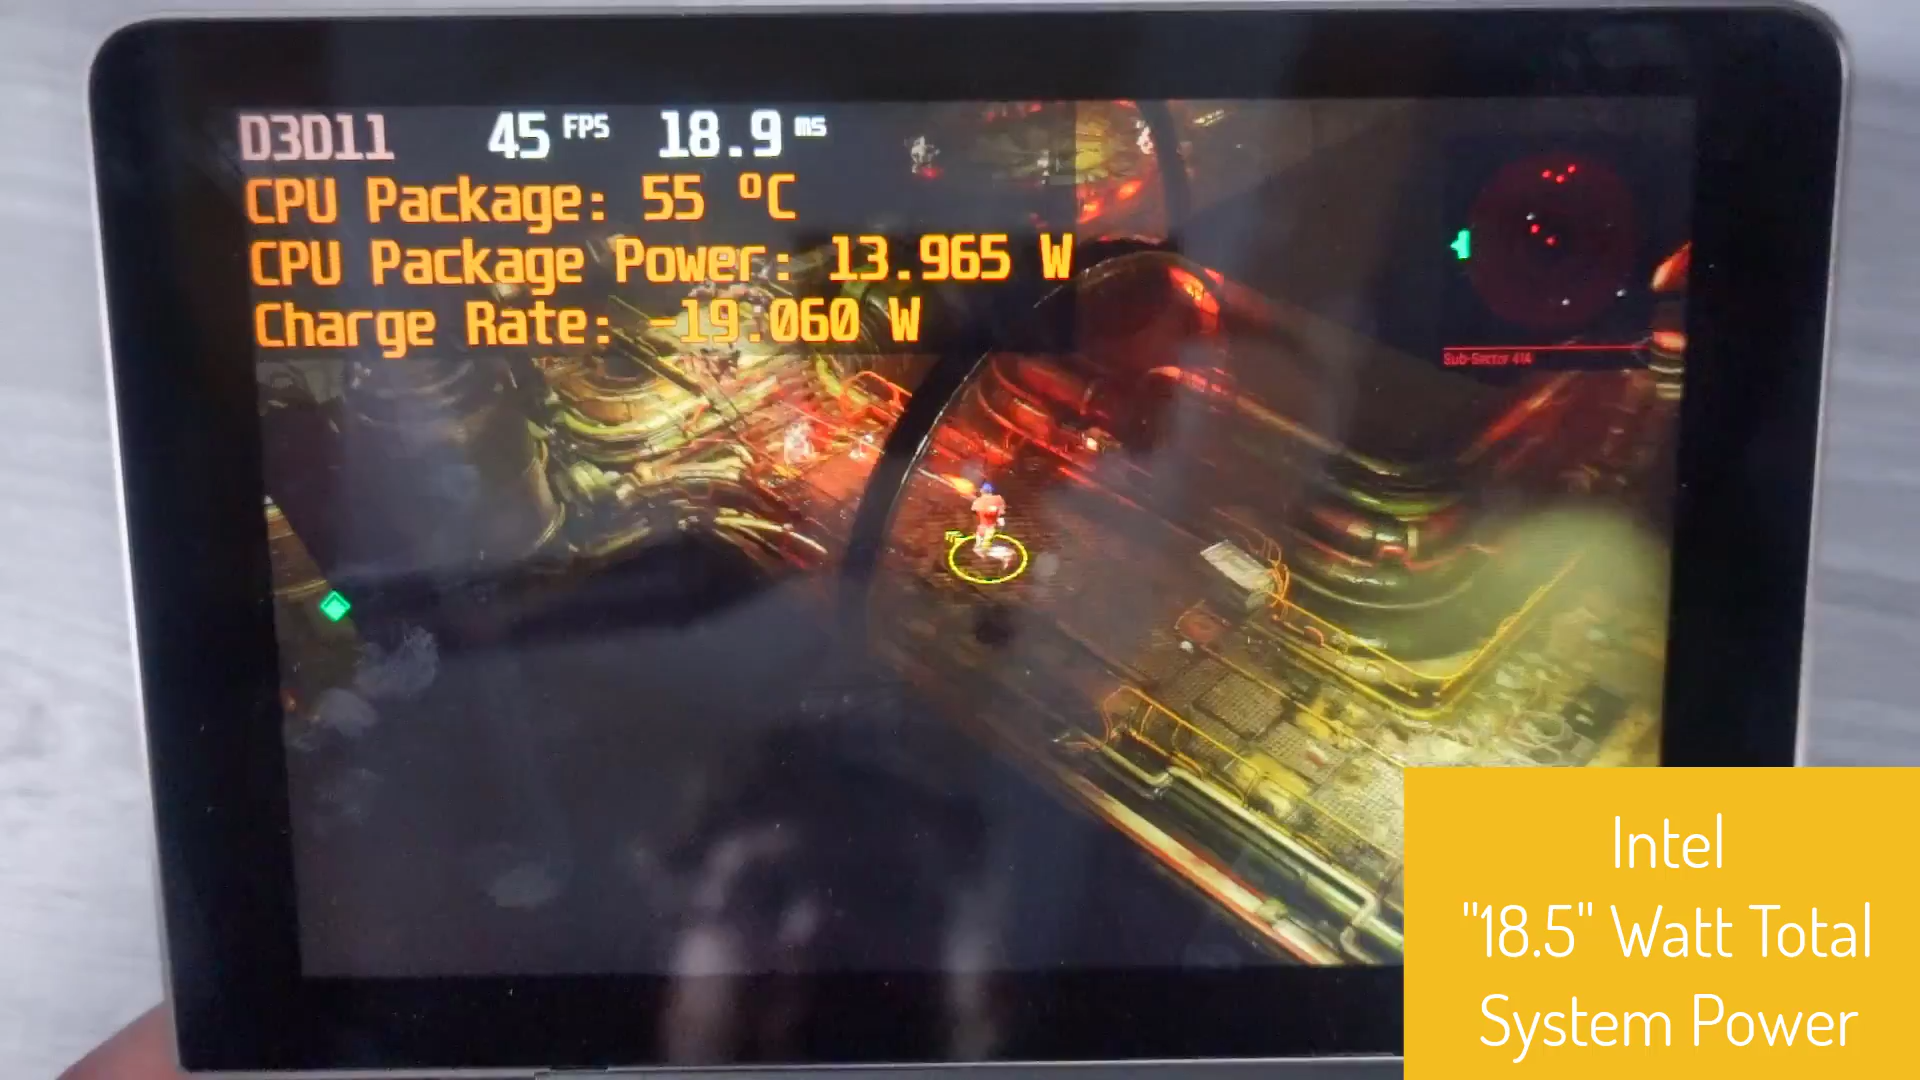 D3D11 45 FPS 18.9 ms
CPU Package: 55 ºC
CPU Package Power: 13.965 W
Charge Rate: -19.060 W
Sub-Sector 414
Intel
"18.5" Watt Total
System Power